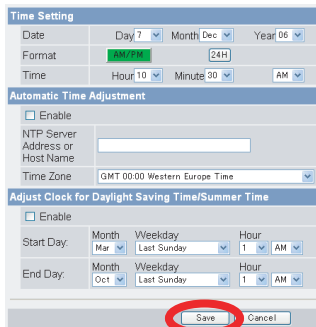 Time Setting
Date Day 7 Month Dec Year 06
Format AM/PM 24H
Time Hour 10 Minute 30 AM
Automatic Time Adjustment
Enable
NTP Server
Address or
Host Name
Time Zone GMT 00:00 Western Europe Time
Adjust Clock for Daylight Saving Time/Summer Time
Enable
Month Weekday Hour
Start Day: Mar Last Sunday 1 AM
Month Weekday Hour
End Day: Oct Last Sunday 1 AM
Save Cancel